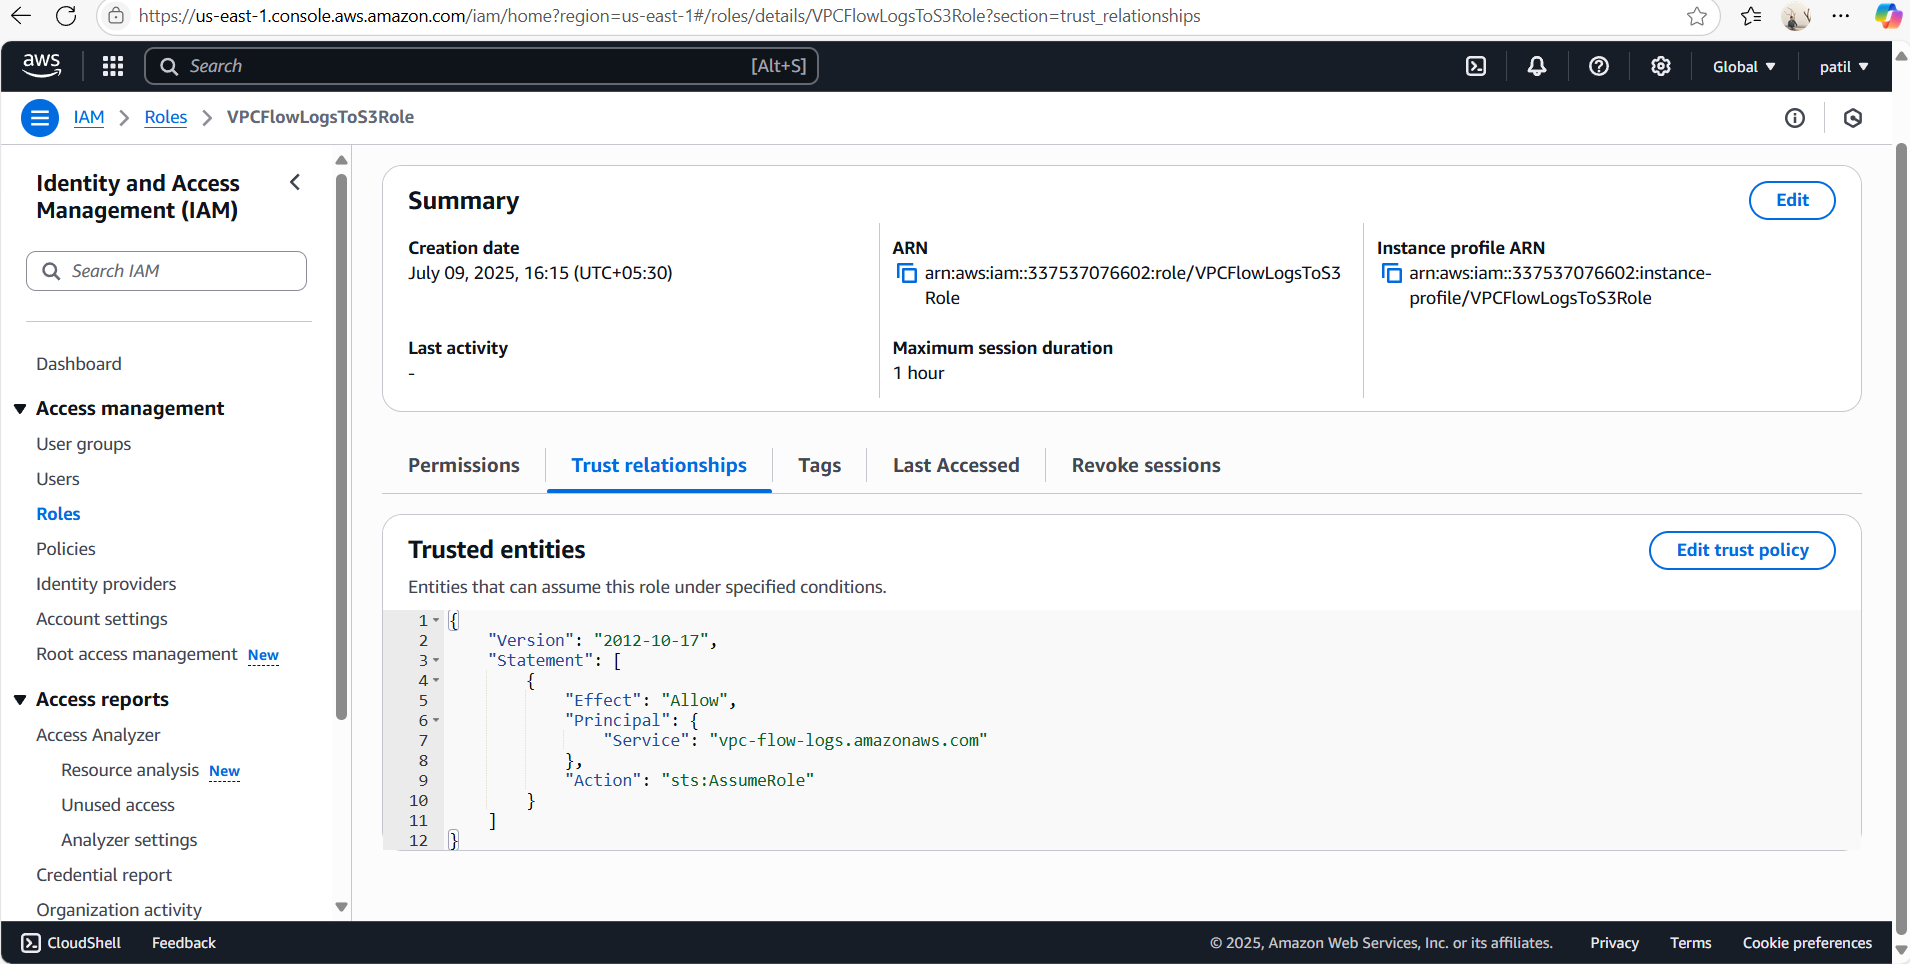 https://us-east-1.console.aws.amazon.com/iam/home?region=us-east-1#/roles/details/VPCFlowLogsToS3Role?section=trust_relationships
aws
Search
[Alt+S]
Global
patil
IAM
Roles
VPCFlowLogsToS3Role
Identity and Access
Management (IAM)
Search IAM
Dashboard
Access management
User groups
Users
Roles
Policies
Identity providers
Account settings
Root access management New
Access reports
Access Analyzer
Resource analysis New
Unused access
Analyzer settings
Credential report
Organization activity
Summary
Edit
Creation date
July 09, 2025, 16:15 (UTC+05:30)
ARN
arn:aws:iam::337537076602:role/VPCFlowLogsToS3
Role
Instance profile ARN
arn:aws:iam::337537076602:instance-
profile/VPCFlowLogsToS3Role
Last activity
-
Maximum session duration
1 hour
Permissions
Trust relationships
Tags
Last Accessed
Revoke sessions
Trusted entities
Edit trust policy
Entities that can assume this role under specified conditions.
1 {
2 "Version": "2012-10-17",
3 "Statement": [
4 {
5 "Effect": "Allow",
6 "Principal": {
7 "Service": "vpc-flow-logs.amazonaws.com"
8 },
9 "Action": "sts:AssumeRole"
10 }
11 ]
12 }
CloudShell
Feedback
© 2025, Amazon Web Services, Inc. or its affiliates.
Privacy
Terms
Cookie preferences